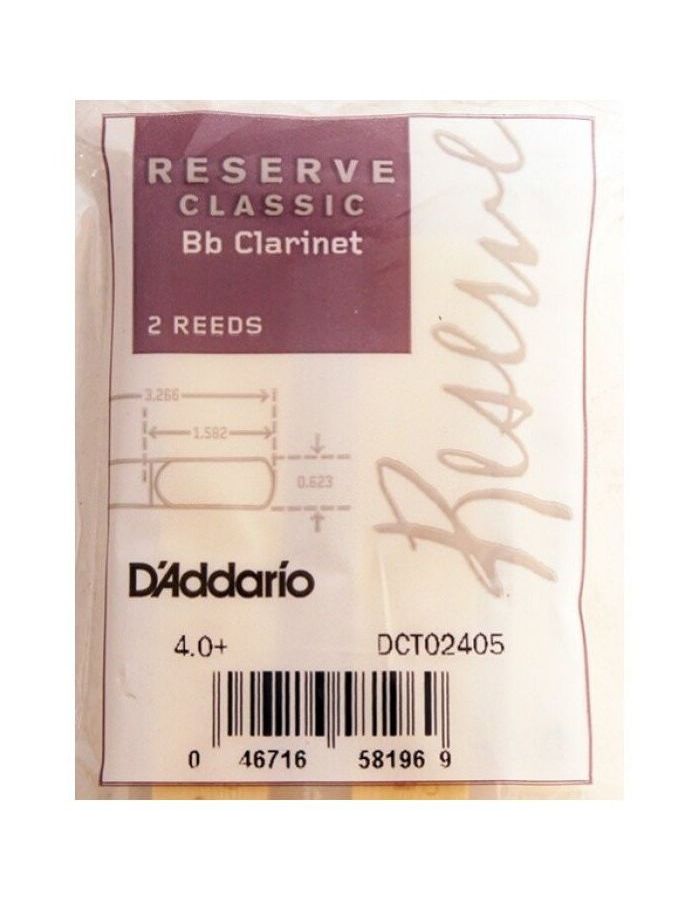 RESERVE
CLASSIC
Bb Clarinet
2 REEDS
Reserve
3.266
1.582
0.623
D'Addario
4.0+ DCT02405
0 46716 58196 9